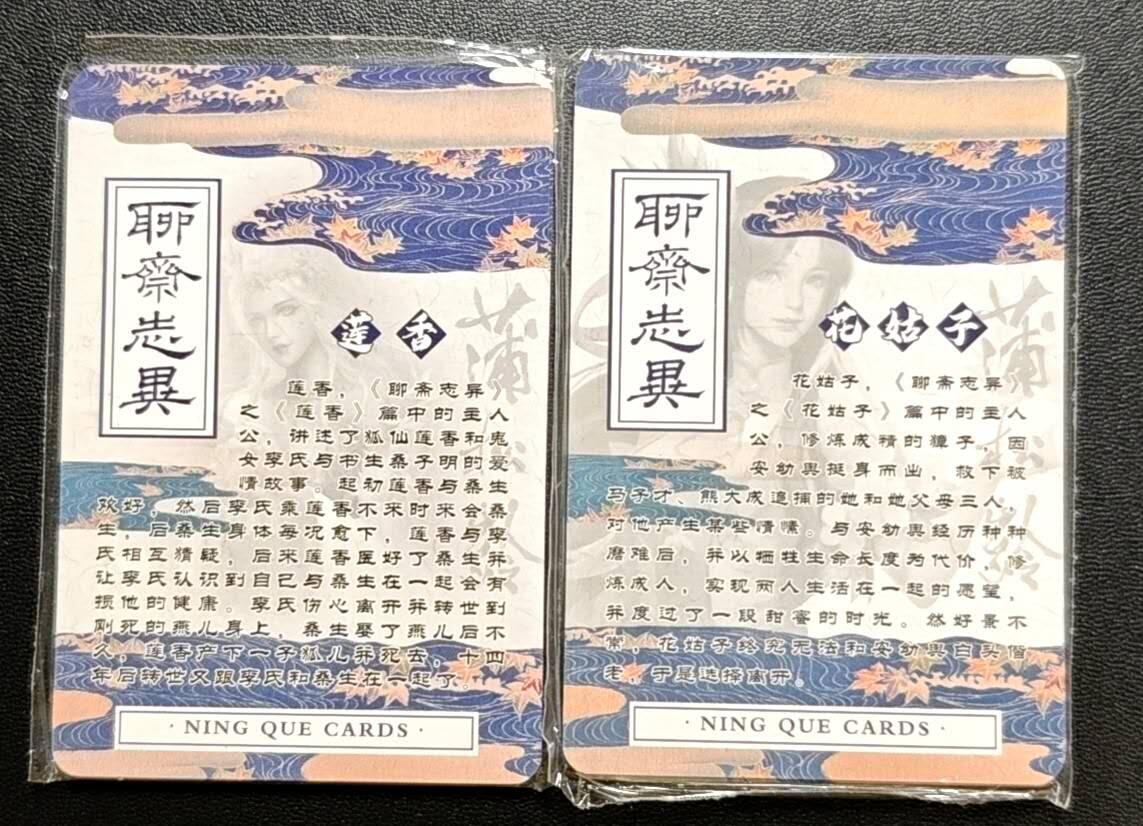 聊齋志異
蓮香
莲香，《聊斋志异》
之《莲香》篇中的主人
公，讲述了狐仙莲香和鬼
女李氏与书生桑子明的爱
情故事。起初莲香与桑生
欢好，然后李氏乘莲香不来时来会桑
生，后桑生身体每况愈下，莲香与李
氏相互猜疑，后来莲香医好了桑生并
让李氏认识到自己与桑生在一起会有
损他的健康。李氏伤心离开并转世到
刚死的燕儿身上，桑生娶了燕儿后不
久，莲香产下一子狐儿并死去，十四
年后转世又跟李氏和桑生在一起了。
蒲松龄
· NING QUE CARDS ·
聊齋志異
花姑子
花姑子，《聊斋志异》
之《花姑子》篇中的主人
公，修炼成精的獐子，因
安幼舆挺身而出，救下被
马子才、熊大成追捕的她和她父母三人，
对他产生某些情愫。与安幼舆经历种种
磨难后，并以牺牲生命长度为代价，修
炼成人，实现两人生活在一起的愿望，
并度过了一段甜蜜的时光。然好景不
常，花姑子终究无法和安幼舆白头偕
老，于是选择离开。
蒲松龄
· NING QUE CARDS ·